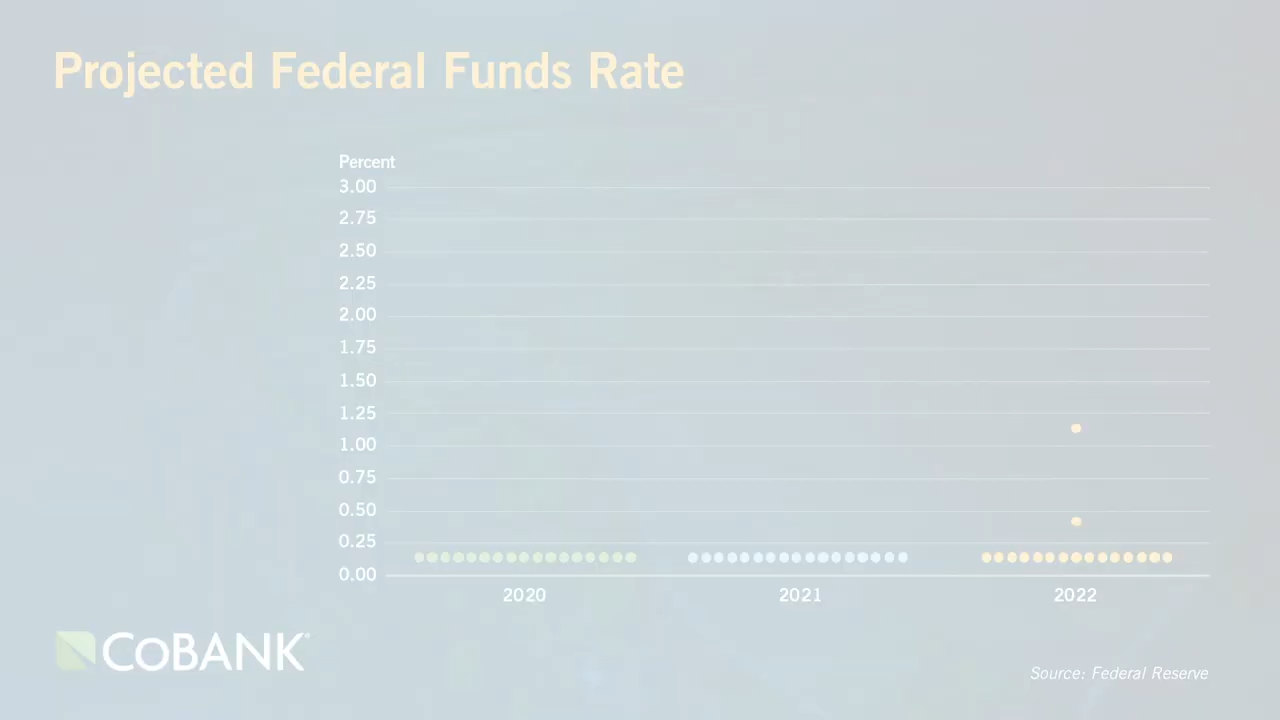 Projected Federal Funds Rate
Percent
3.00
2.75
2.50
2.25
2.00
1.75
1.50
1.25
1.00
0.75
0.50
0.25
0.00
2020 2021 2022
COBANK®
Source: Federal Reserve